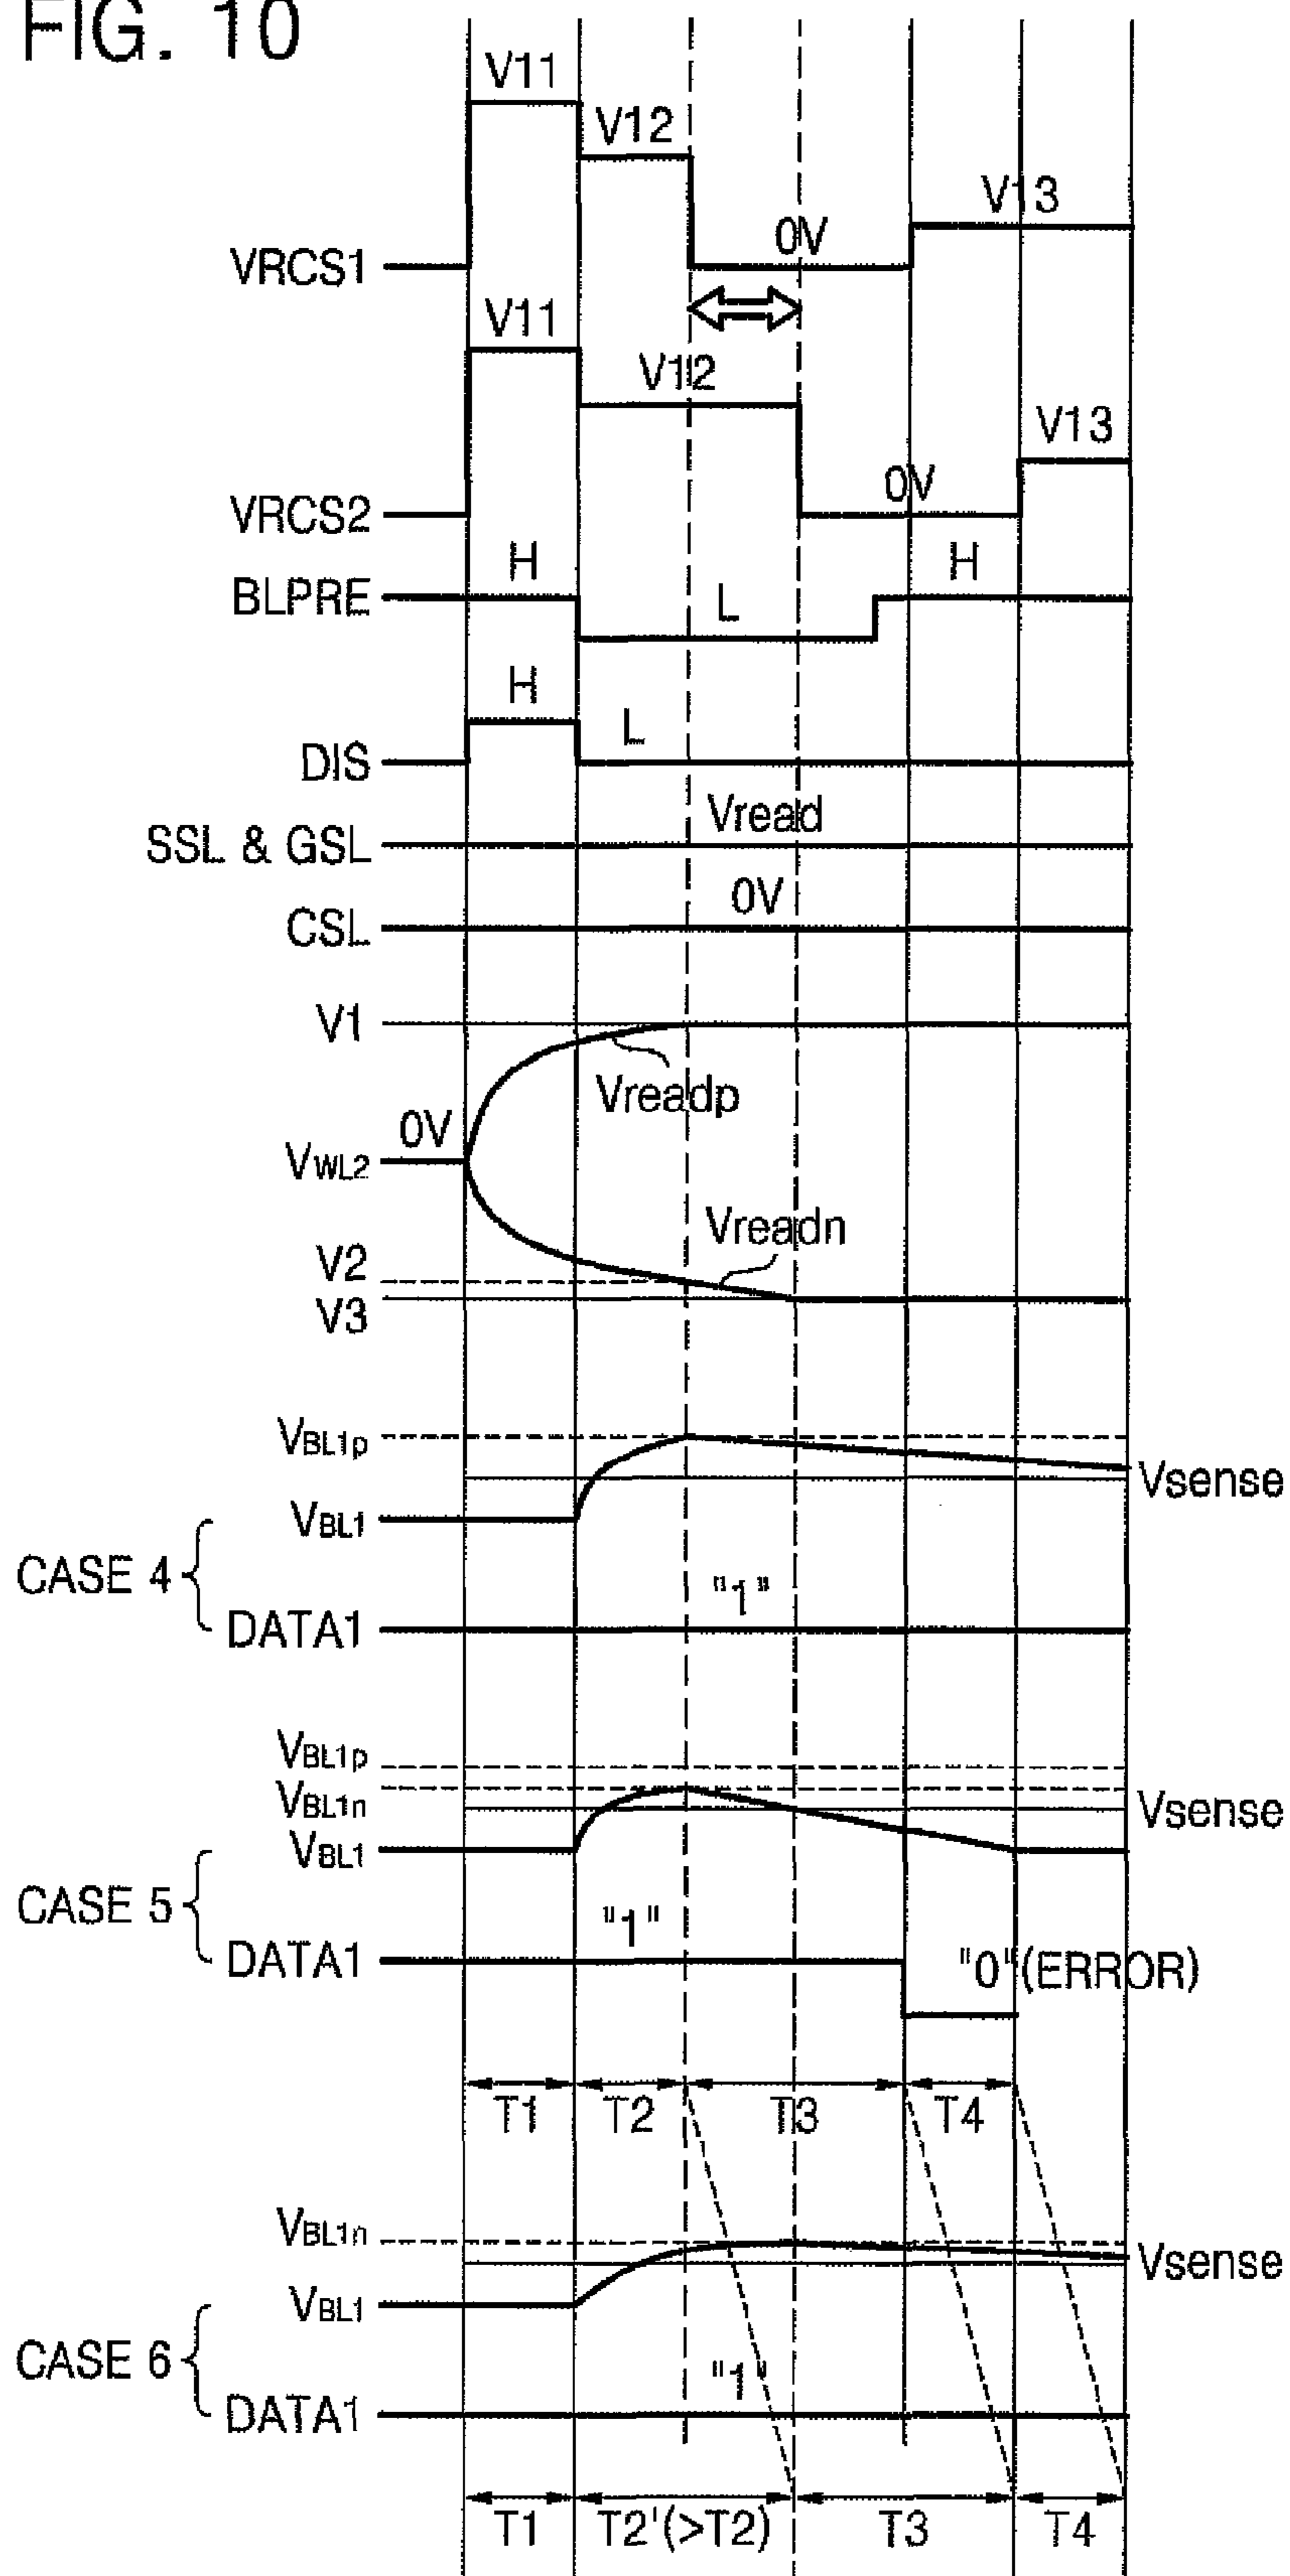 FIG. 10
V11
V12
V13
0V
VRCS1
V11
V12
V13
0V
VRCS2
H
H
BLPRE
L
H
L
DIS
Vread
SSL & GSL
0V
CSL
V1
Vreadp
0V
VWL2
Vreadn
V2
V3
VBL1p
Vsense
VBL1
CASE 4
"1"
DATA1
VBL1p
VBL1n
Vsense
VBL1
CASE 5
"1"
DATA1
"0"(ERROR)
T1 T2 T3 T4
VBL1n
Vsense
VBL1
CASE 6
"1"
DATA1
T1 T2'(>T2) T3 T4